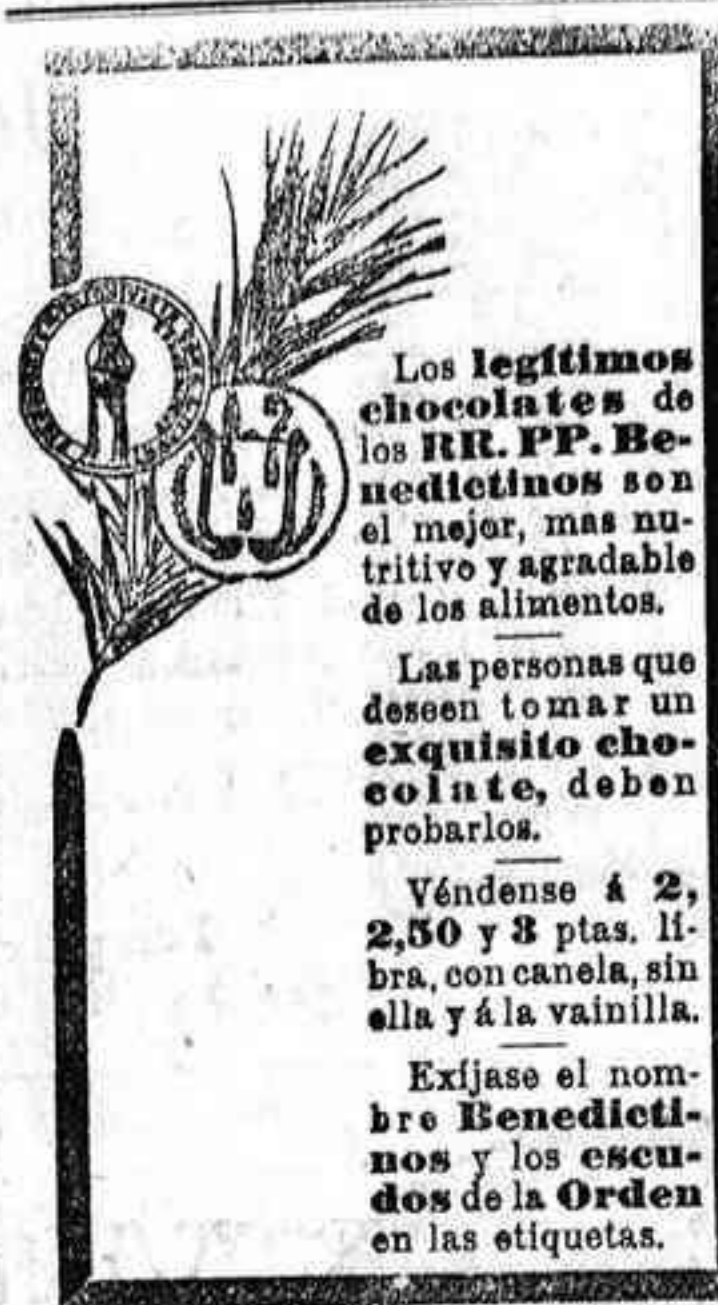 Los legítimos
chocolates de
los RR. PP. Be-
nedictinos son
el mejor, mas nu-
tritivo y agradable
de los alimentos.
Las personas que
deseen tomar un
exquisito cho-
colate, deben
probarlos.
Véndense á 2,
2,50 y 3 ptas. li-
bra, con canela, sin
ella y á la vainilla.
Exíjase el nom-
bre Benedicti-
nos y los escu-
dos de la Orden
en las etiquetas.